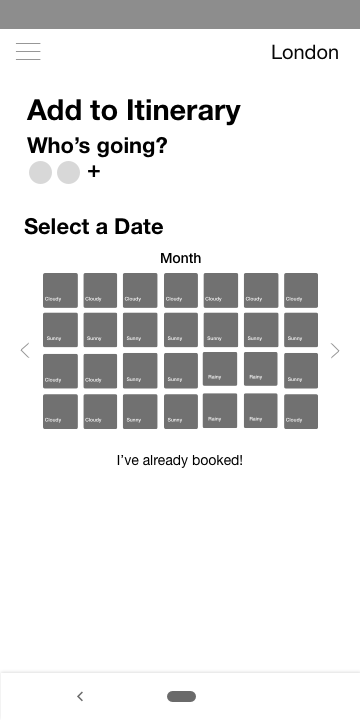 London
Add to Itinerary
Who’s going?
+
Select a Date
Month
Cloudy Cloudy Cloudy Cloudy Cloudy Cloudy Cloudy
Sunny Sunny Sunny Sunny Sunny Sunny Sunny
Cloudy Cloudy Sunny Sunny Rainy Rainy Sunny
Cloudy Cloudy Sunny Sunny Rainy Rainy Cloudy
I’ve already booked!